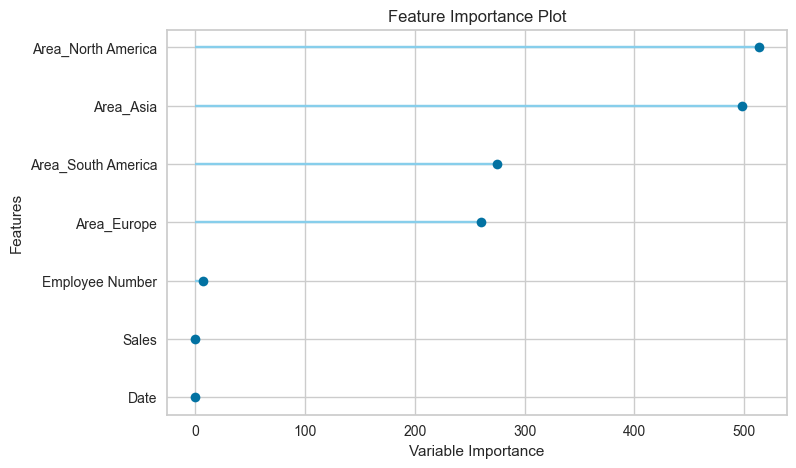 Feature Importance Plot
Area_North America
Area_Asia
Area_South America
Area_Europe
Employee Number
Sales
Date
Features
0 100 200 300 400 500
Variable Importance